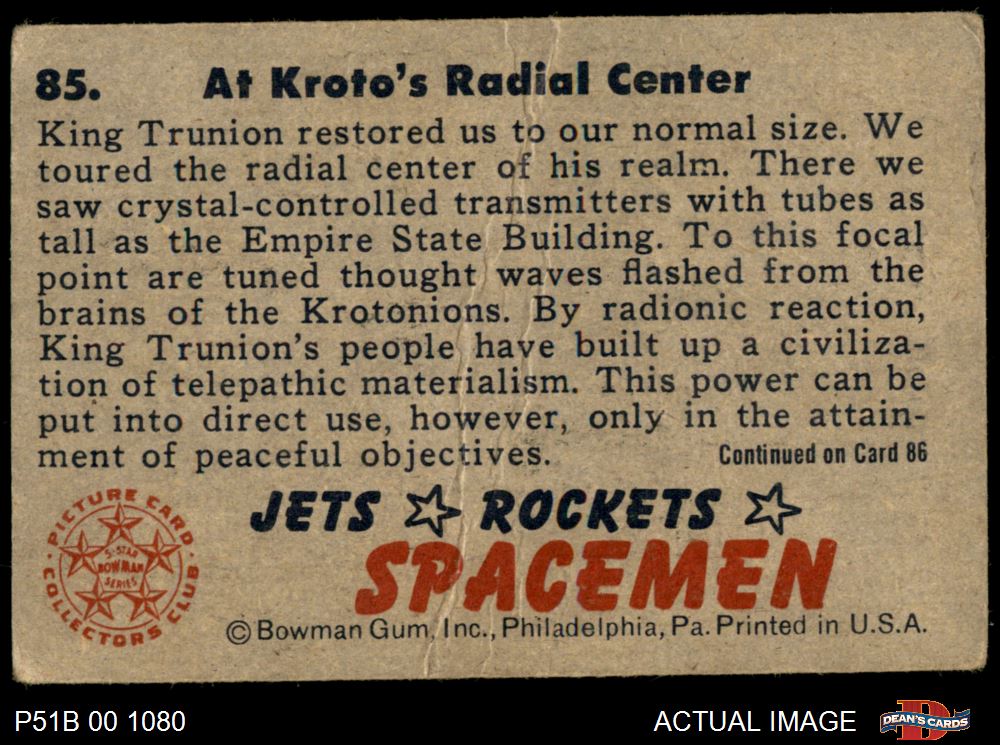 85. At Kroto's Radial Center
King Trunion restored us to our normal size. We
toured the radial center of his realm. There we
saw crystal-controlled transmitters with tubes as
tall as the Empire State Building. To this focal
point are tuned thought waves flashed from the
brains of the Krotonions. By radionic reaction,
King Trunion's people have built up a civiliza-
tion of telepathic materialism. This power can be
put into direct use, however, only in the attain-
ment of peaceful objectives. Continued on Card 86
PICTURE CARD
COLLECTORS CLUB
5-STAR
BOWMAN
SERIES
JETS ROCKETS
SPACEMEN
© Bowman Gum, Inc., Philadelphia, Pa. Printed in U.S.A.
P51B 00 1080
ACTUAL IMAGE
D
DEAN'S CARDS